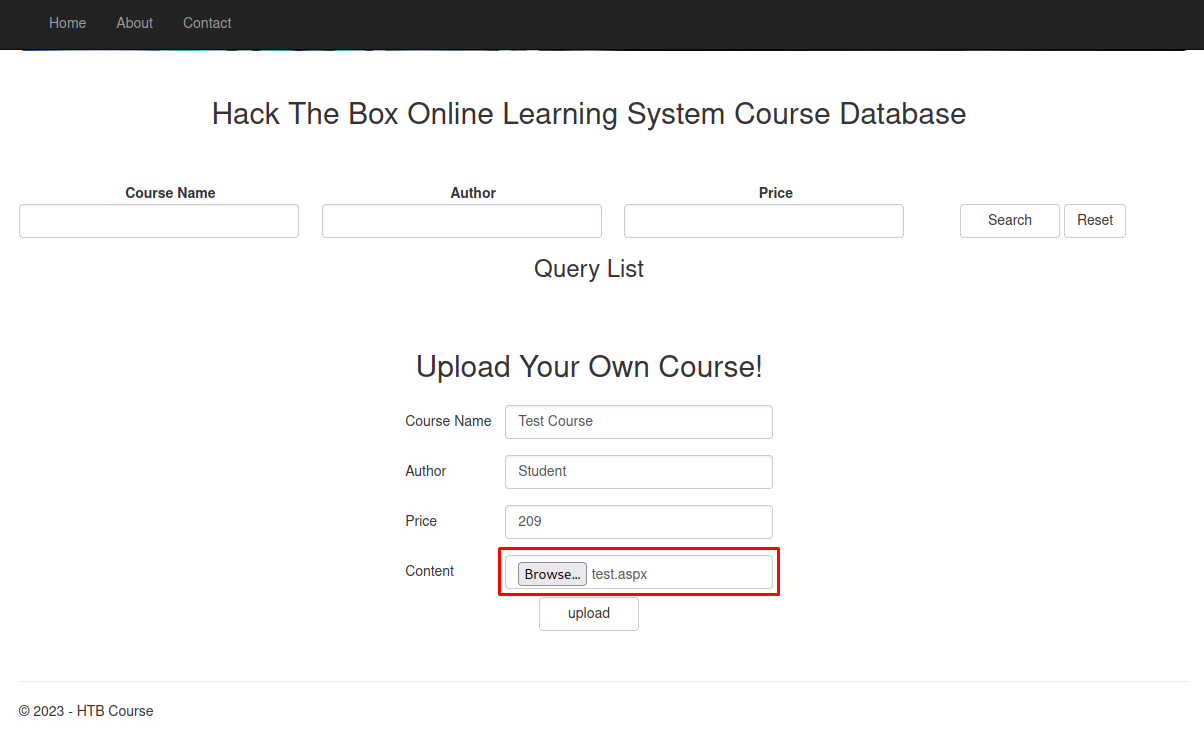 Home About Contact
Hack The Box Online Learning System Course Database
Course Name Author Price
Search Reset
Query List
Upload Your Own Course!
Course Name Test Course
Author Student
Price 209
Content Browse... test.aspx
upload
© 2023 - HTB Course